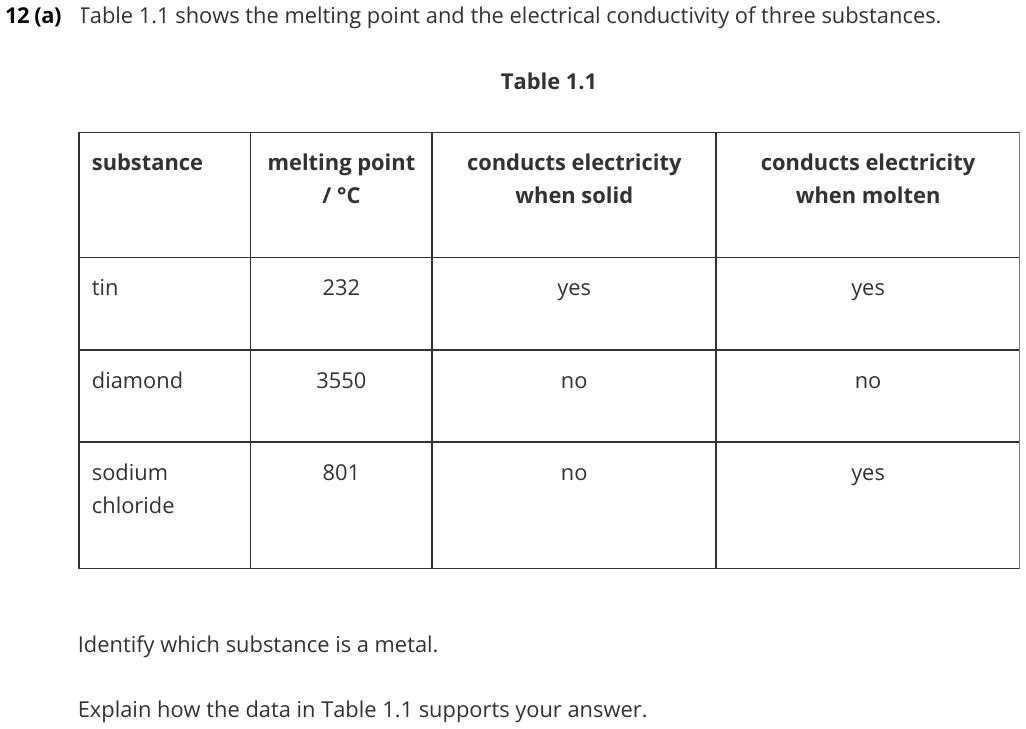 12 (a) Table 1.1 shows the melting point and the electrical conductivity of three substances.
Table 1.1
substance melting point conducts electricity conducts electricity
/ °C when solid when molten
tin 232 yes yes
diamond 3550 no no
sodium 801 no yes
chloride
Identify which substance is a metal.
Explain how the data in Table 1.1 supports your answer.